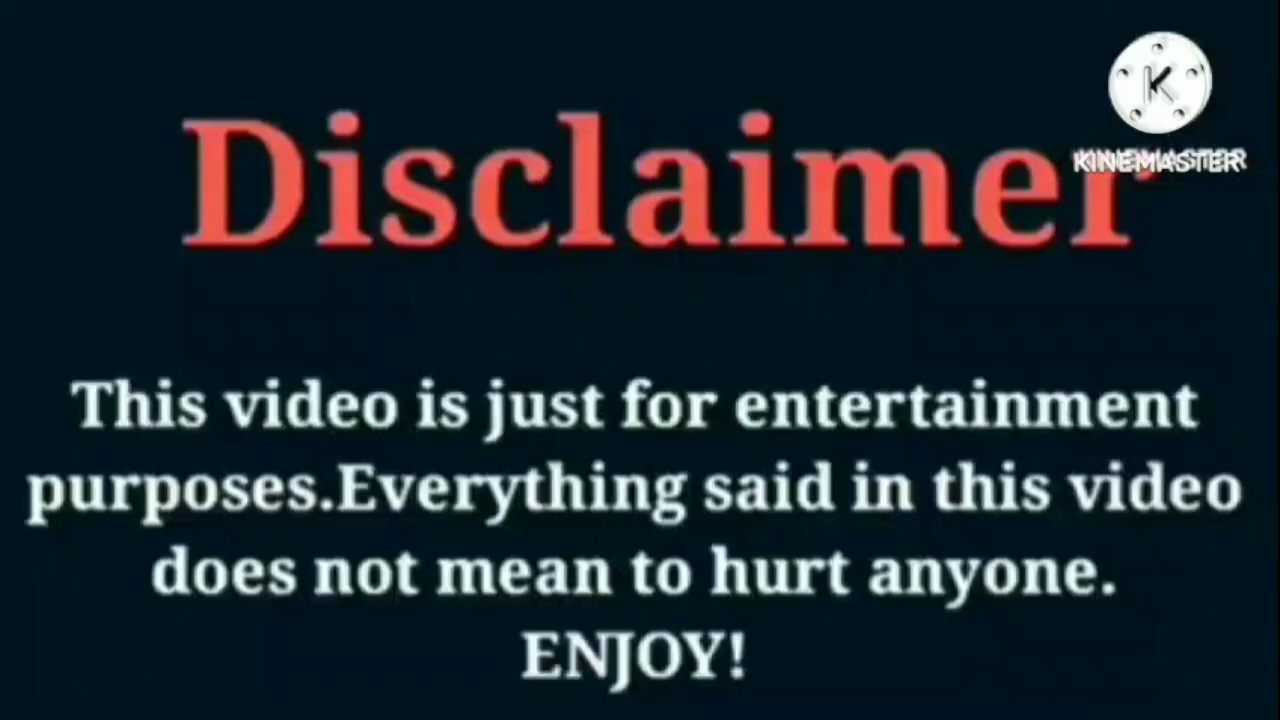 K
KINEMASTER
Disclaimer
This video is just for entertainment
purposes.Everything said in this video
does not mean to hurt anyone.
ENJOY!